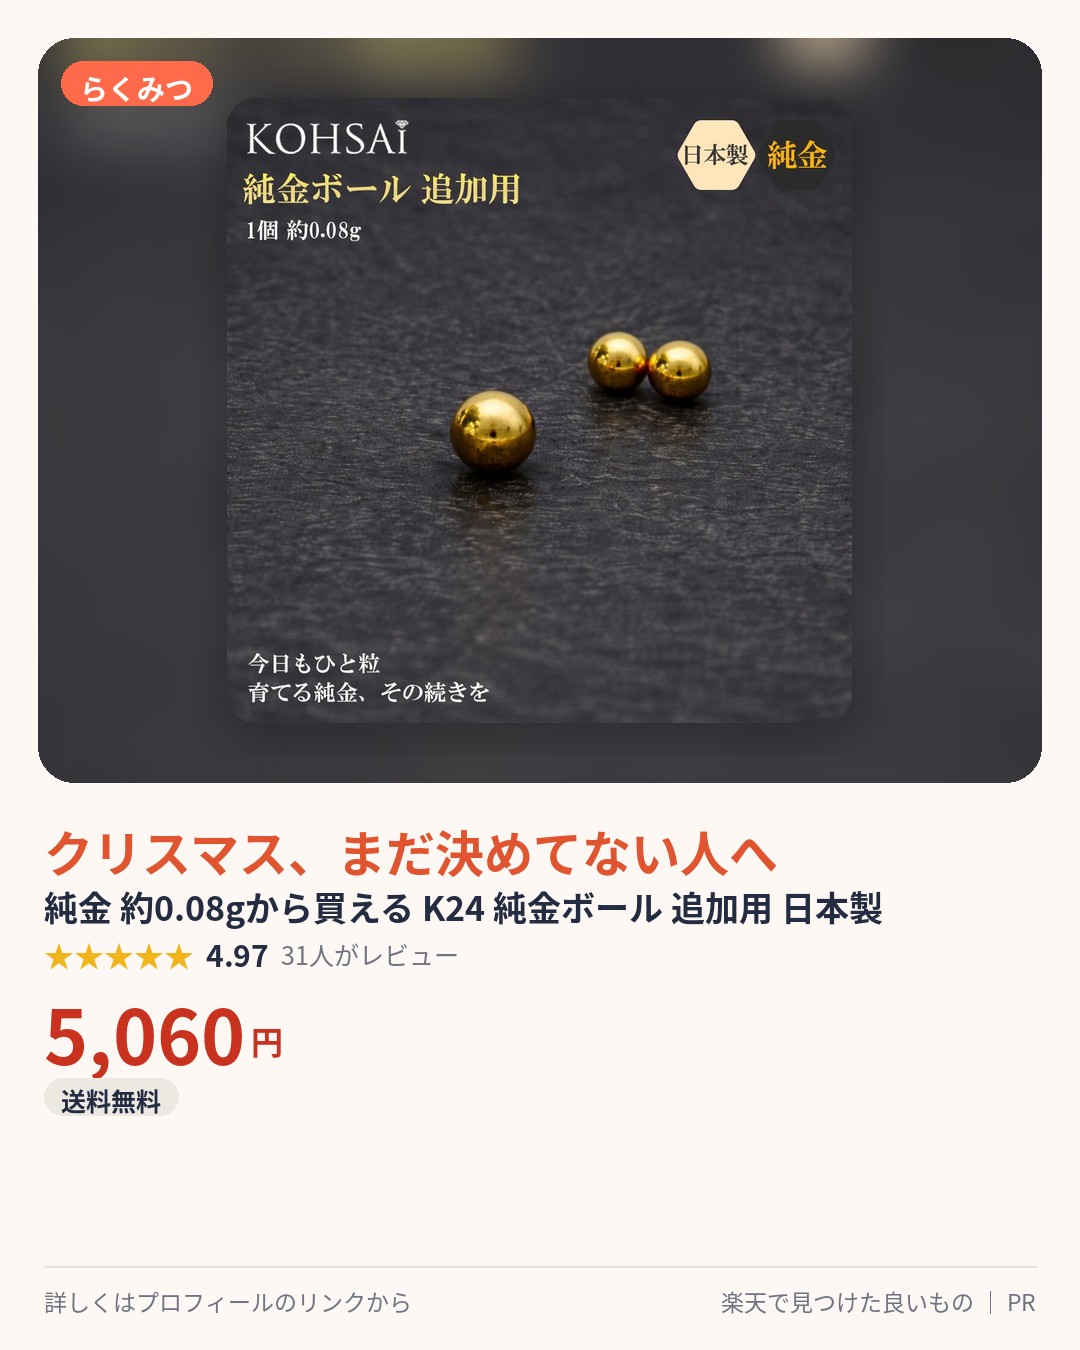 らくみつ
KOHSAi
日本製
純金
純金ボール 追加用
1個 約0.08g
今日もひと粒
育てる純金、その続きを
クリスマス、まだ決めてない人へ
純金 約0.08gから買える K24 純金ボール 追加用 日本製
★★★★★ 4.97 31人がレビュー
5,060円
送料無料
詳しくはプロフィールのリンクから
楽天で見つけた良いもの｜PR